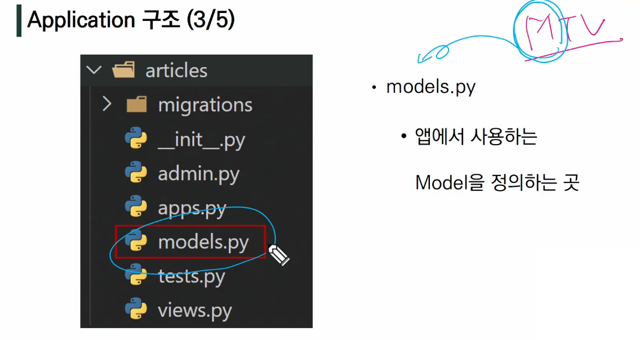 Application 구조 (3/5)
MTV
articles
migrations
__init__.py
admin.py
apps.py
models.py
tests.py
views.py
• models.py
• 앱에서 사용하는
Model을 정의하는 곳